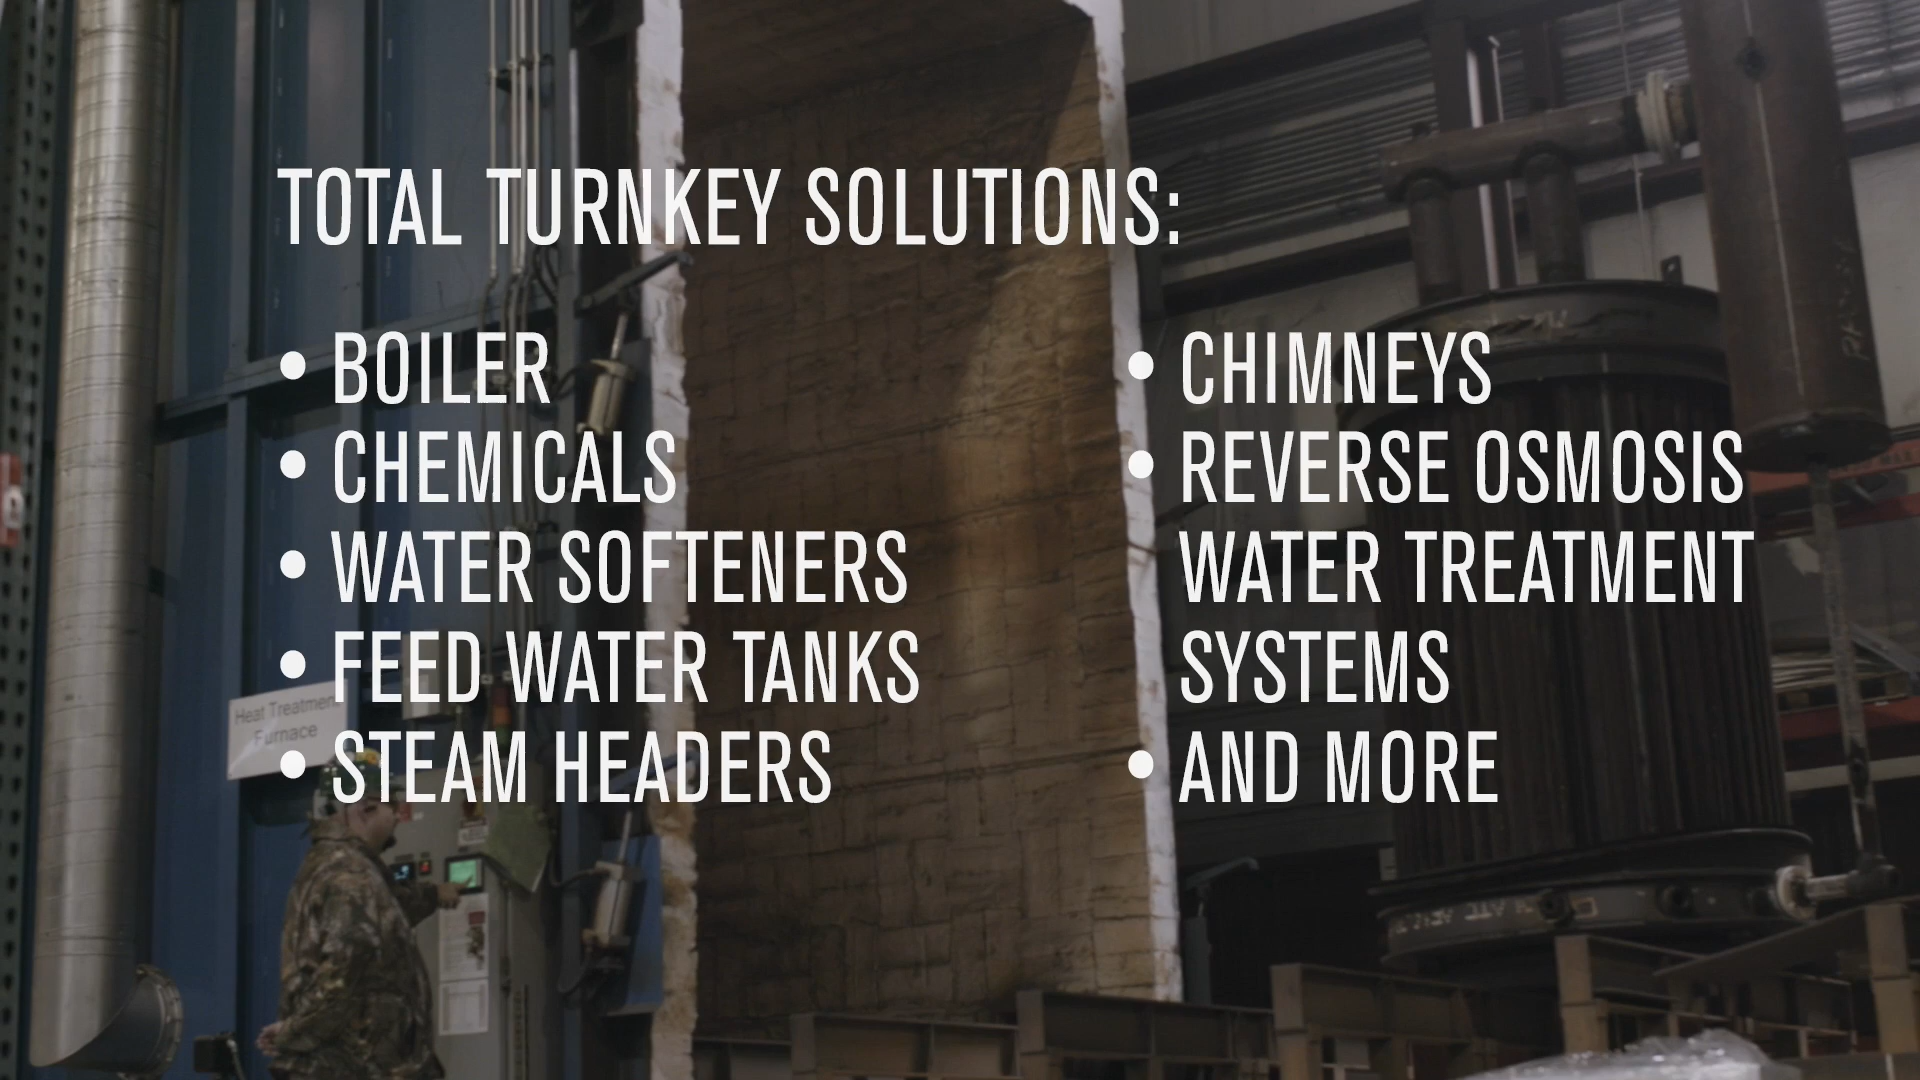 TOTAL TURNKEY SOLUTIONS:
• BOILER
• CHEMICALS
• WATER SOFTENERS
• FEED WATER TANKS
• STEAM HEADERS
• CHIMNEYS
• REVERSE OSMOSIS
WATER TREATMENT
SYSTEMS
• AND MORE
Heat Treatment
Furnace